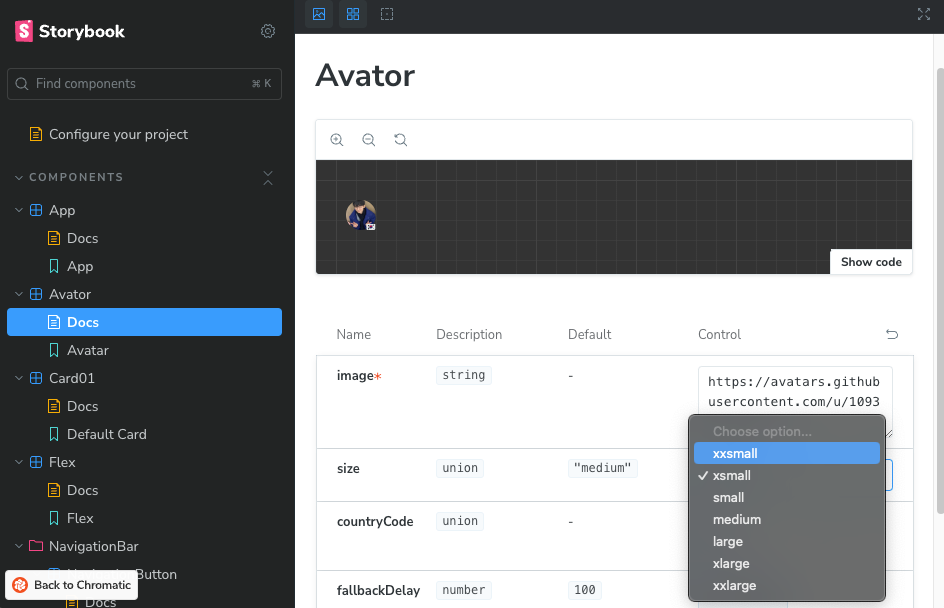 Storybook
Find components
⌘ K
Configure your project
COMPONENTS
App
Docs
App
Avator
Docs
Avatar
Card01
Docs
Default Card
Flex
Docs
Flex
NavigationBar
Button
Docs
Back to Chromatic
Avator
Show code
Name Description Default Control
image* string -
https://avatars.github
usercontent.com/u/1093
size union "medium"
Choose option...
xxsmall
✓ xsmall
small
medium
large
xlarge
xxlarge
countryCode union -
fallbackDelay number 100